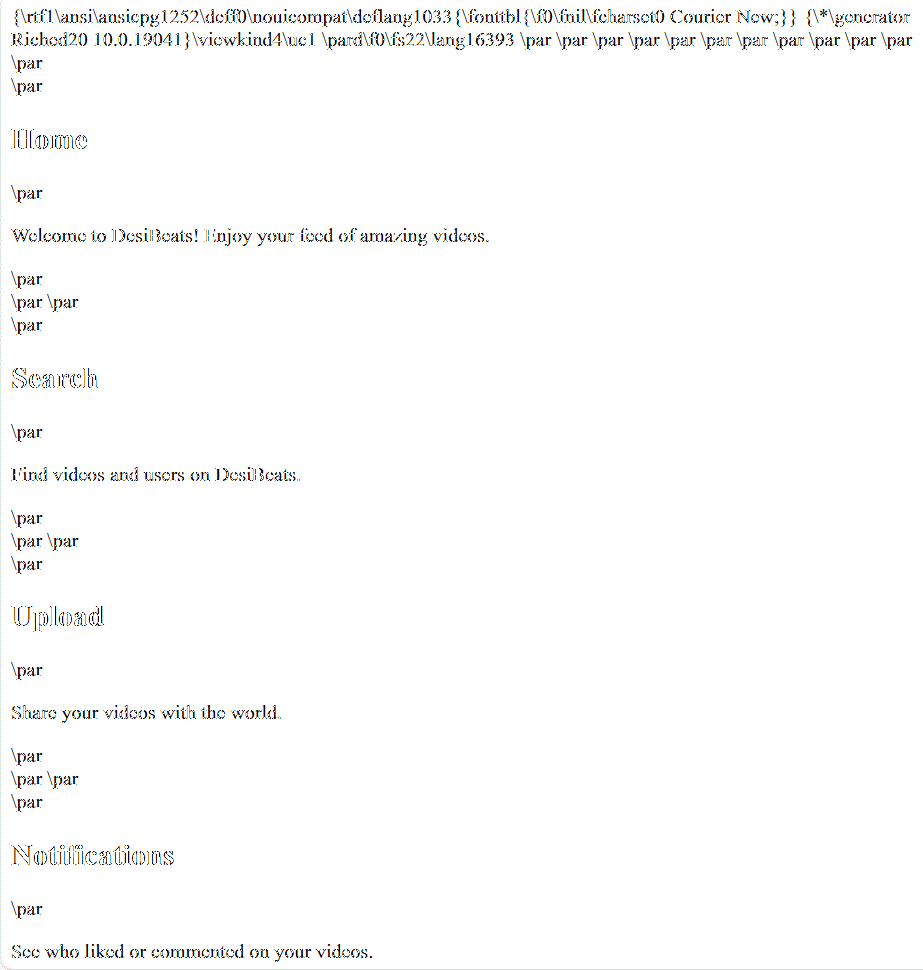 {\rtf1\ansi\ansicpg1252\deff0\nouicompat\deflang1033{\fonttbl{\f0\fnil\fcharset0 Courier New;}} {\*\generator
Riched20 10.0.19041}\viewkind4\uc1 \pard\f0\fs22\lang16393 \par \par \par \par \par \par \par \par \par \par \par
\par
\par
Home
\par
Welcome to DesiBeats! Enjoy your feed of amazing videos.
\par
\par \par
\par
Search
\par
Find videos and users on DesiBeats.
\par
\par \par
\par
Upload
\par
Share your videos with the world.
\par
\par \par
\par
Notifications
\par
See who liked or commented on your videos.